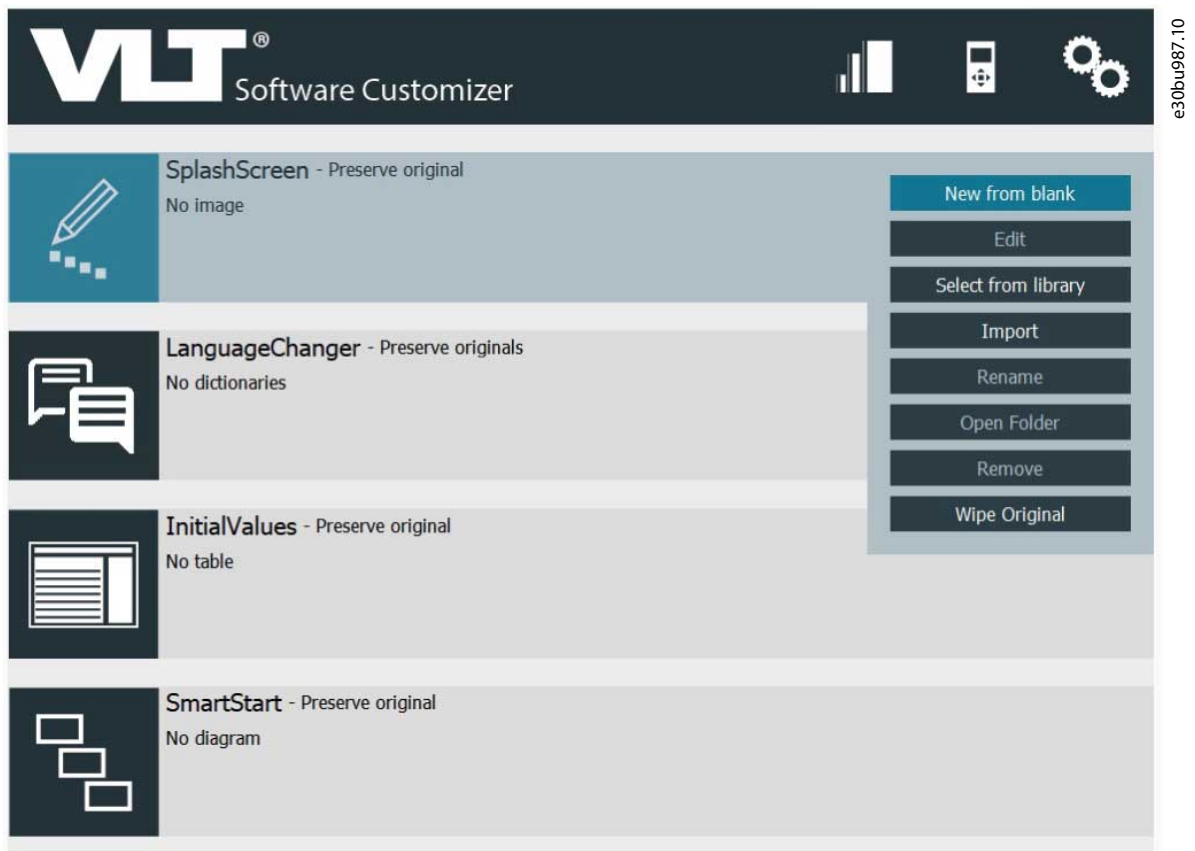 VLT®
Software Customizer
e30bu987.10
SplashScreen - Preserve original
No image
New from blank
Edit
Select from library
Import
Rename
Open Folder
Remove
Wipe Original
LanguageChanger - Preserve originals
No dictionaries
InitialValues - Preserve original
No table
SmartStart - Preserve original
No diagram